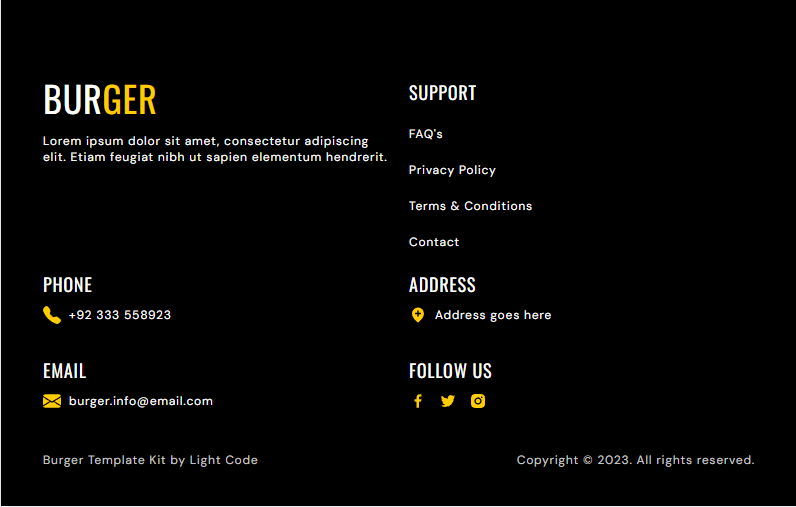 BURGER
Lorem ipsum dolor sit amet, consectetur adipiscing
elit. Etiam feugiat nibh ut sapien elementum hendrerit.
SUPPORT
FAQ's
Privacy Policy
Terms & Conditions
Contact
PHONE
+92 333 558923
ADDRESS
Address goes here
EMAIL
burger.info@email.com
FOLLOW US
Burger Template Kit by Light Code
Copyright © 2023. All rights reserved.